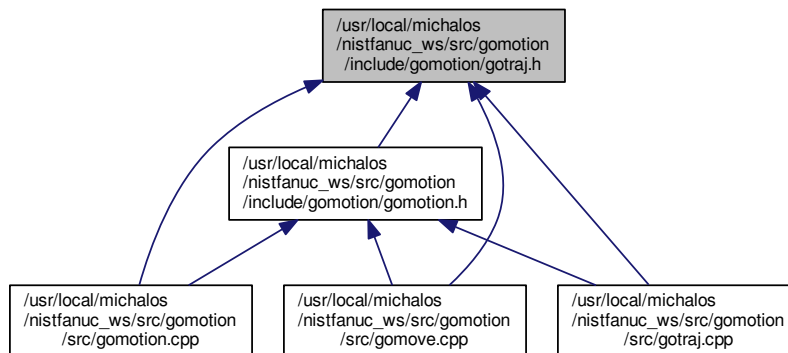 /usr/local/michalos
/nistfanuc_ws/src/gomotion
/include/gomotion/gotraj.h
/usr/local/michalos
/nistfanuc_ws/src/gomotion
/include/gomotion/gomotion.h
/usr/local/michalos
/nistfanuc_ws/src/gomotion
/src/gomotion.cpp
/usr/local/michalos
/nistfanuc_ws/src/gomotion
/src/gomove.cpp
/usr/local/michalos
/nistfanuc_ws/src/gomotion
/src/gotraj.cpp